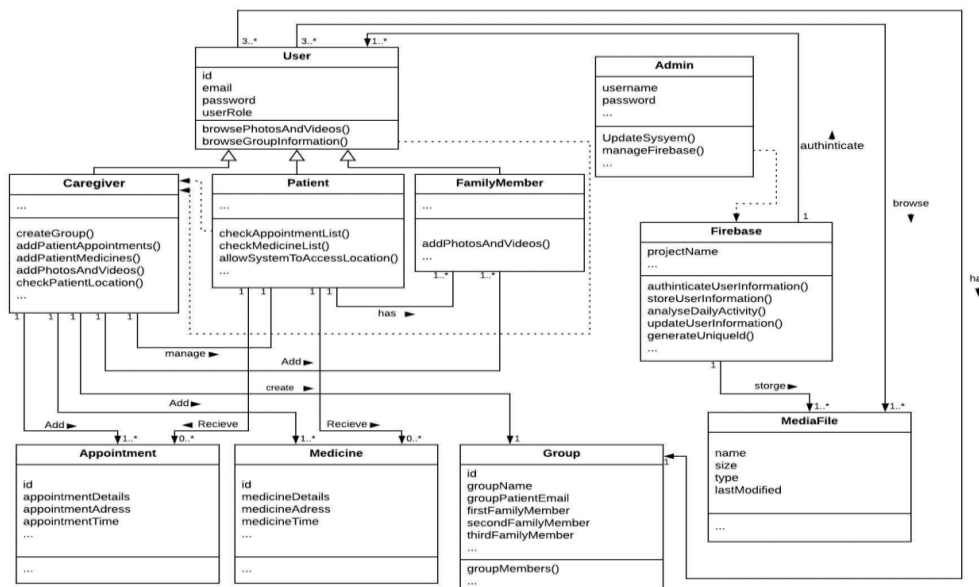 3..*
3..*
1..*
1
User
id
email
password
userRole
browsePhotosAndVideos()
browseGroupInformation()
Admin
username
password
...
UpdateSysyem()
manageFirebase()
...
authinticate
browse
Caregiver
...
createGroup()
addPatientAppointments()
addPatientMedicines()
addPhotosAndVideos()
checkPatientLocation()
...
Patient
...
checkAppointmentList()
checkMedicineList()
allowSystemToAccessLocation()
...
FamilyMember
...
addPhotosAndVideos()
...
1
Firebase
projectName
...
authinticateUserInformation()
storeUserInformation()
analyseDailyActivity()
updateUserInformation()
generateUniqueId()
...
ha
1..*
1..*
1
1
1
1
has
1
1
1
1
1
manage
Add
1
storge
create
Add
Add
Recieve
Recieve
1..*
0..*
1..*
0..*
1
1..*
1..*
Appointment
id
appointmentDetails
appointmentAdress
appointmentTime
...
...
Medicine
id
medicineDetails
medicineAdress
medicineTime
...
...
Group
id
groupName
groupPatientEmail
firstFamilyMember
secondFamilyMember
thirdFamilyMember
...
groupMembers()
...
1
MediaFile
name
size
type
lastModified
...